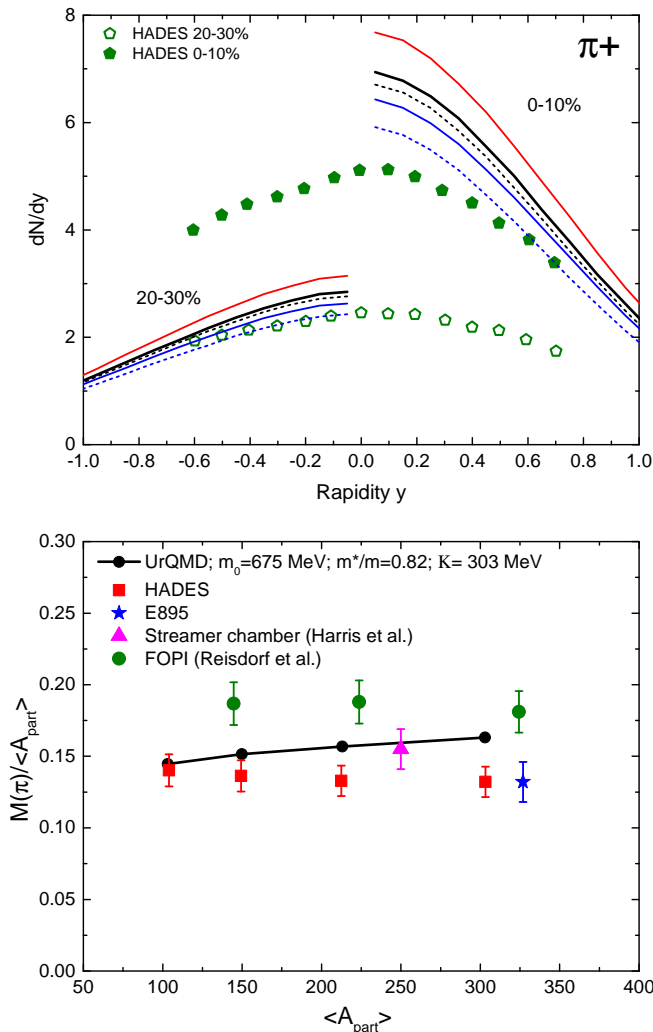 8
HADES 20-30%
HADES 0-10%
π+
6
0-10%
dN/dy
4
20-30%
2
0
-1.0 -0.8 -0.6 -0.4 -0.2 0.0 0.2 0.4 0.6 0.8 1.0
Rapidity y
0.30
UrQMD; m0=675 MeV; m*/m=0.82; K= 303 MeV
HADES
0.25
E895
Streamer chamber (Harris et al.)
FOPI (Reisdorf et al.)
0.20
M(π)/<A_part>
0.15
0.10
0.05
0.00
50 100 150 200 250 300 350 400
<A_part>